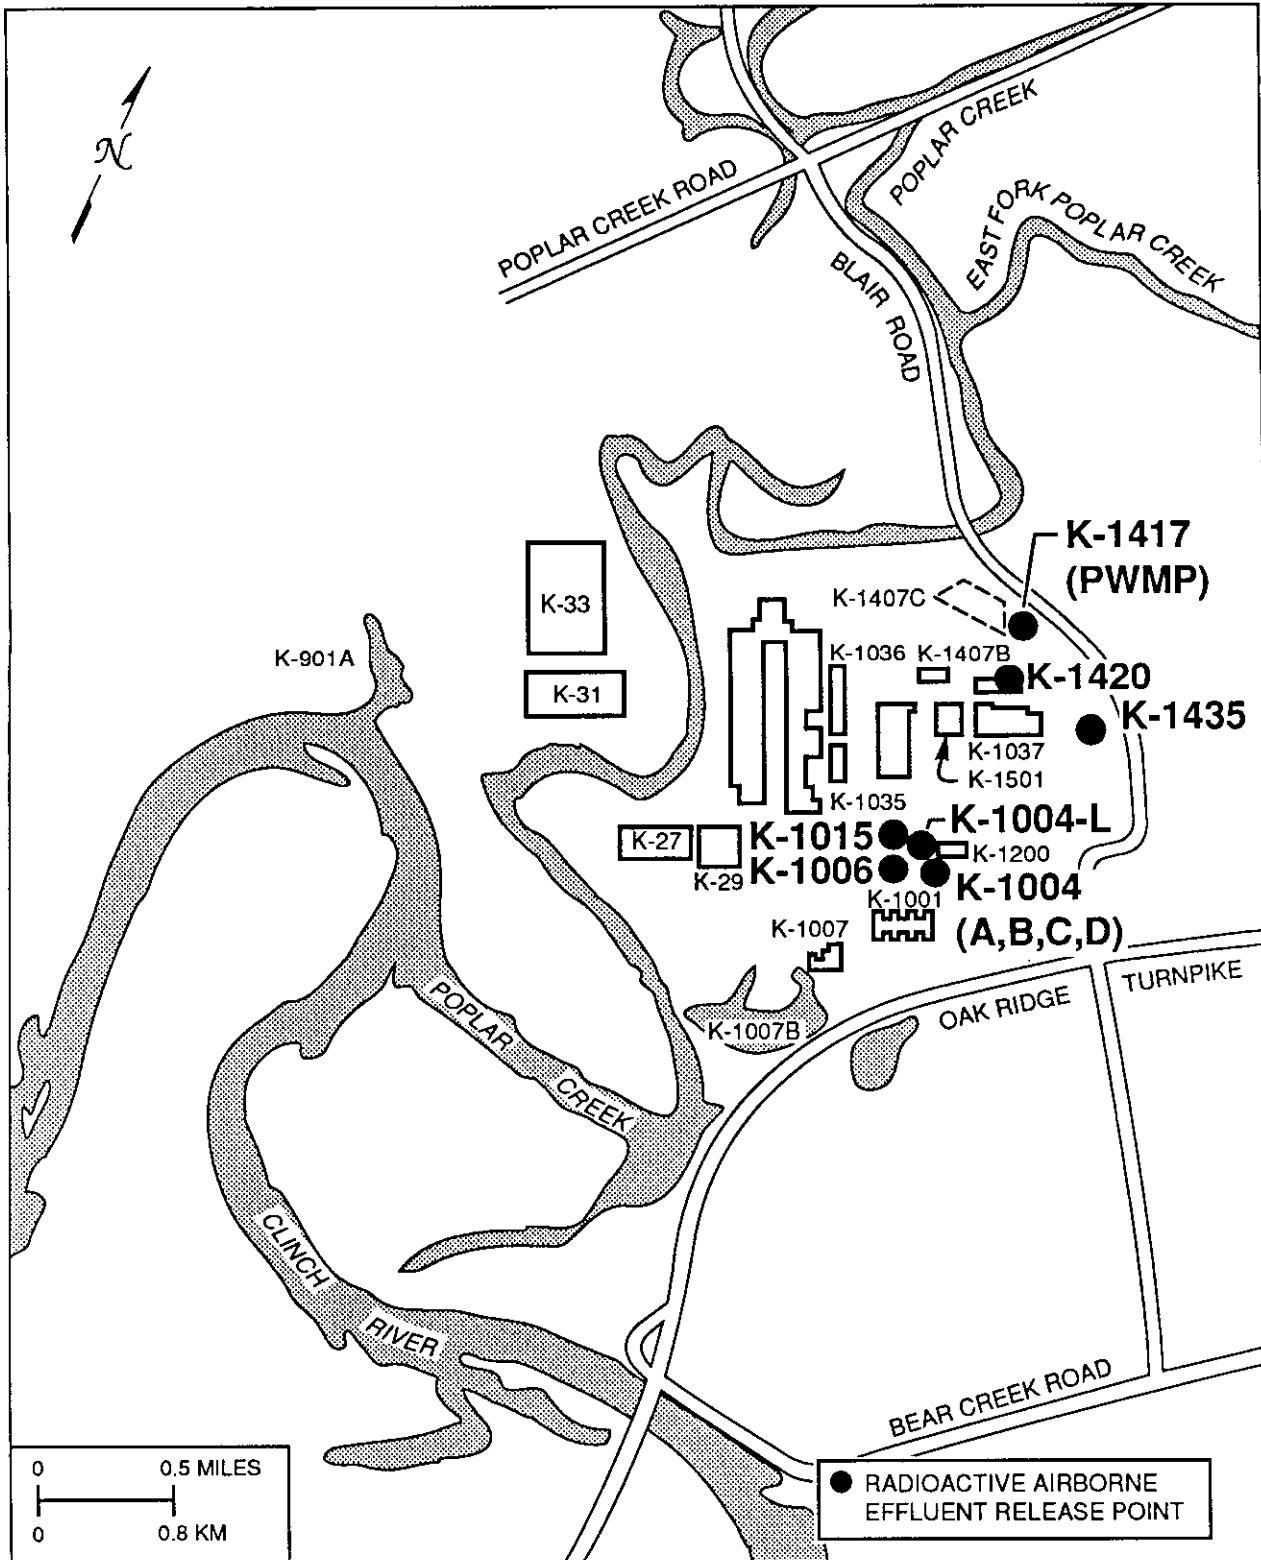 N
POPLAR CREEK
POPLAR CREEK ROAD
EAST FORK POPLAR CREEK
BLAIR ROAD
K-1417
(PWMP)
K-1407C
K-33
K-901A
K-1036
K-1407B
K-31
K-1420
K-1435
K-1037
K-1501
K-1035
K-1004-L
K-27
K-1015
K-1200
K-29
K-1006
K-1004
(A,B,C,D)
K-1001
K-1007
TURNPIKE
OAK RIDGE
K-1007B
POPLAR
CREEK
CLINCH
RIVER
BEAR CREEK ROAD
0 0.5 MILES
0 0.8 KM
RADIOACTIVE AIRBORNE
EFFLUENT RELEASE POINT